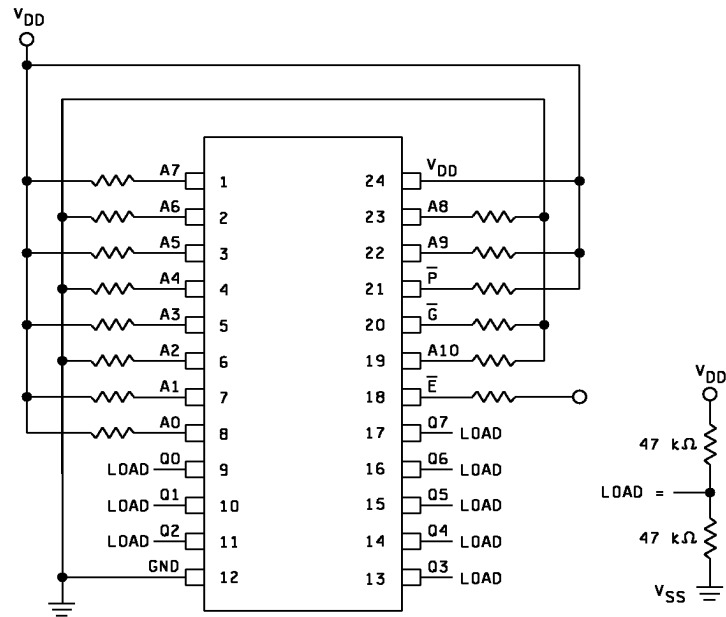 VDD
A7 1 24 VDD
A6 2 23 A8
A5 3 22 A9
A4 4 21 P̅
A3 5 20 G̅
A2 6 19 A10
A1 7 18 E̅
A0 8 17 Q7 LOAD
LOAD Q0 9 16 Q6 LOAD
LOAD Q1 10 15 Q5 LOAD
LOAD Q2 11 14 Q4 LOAD
GND 12 13 Q3 LOAD
VDD
47 kΩ
LOAD =
47 kΩ
VSS